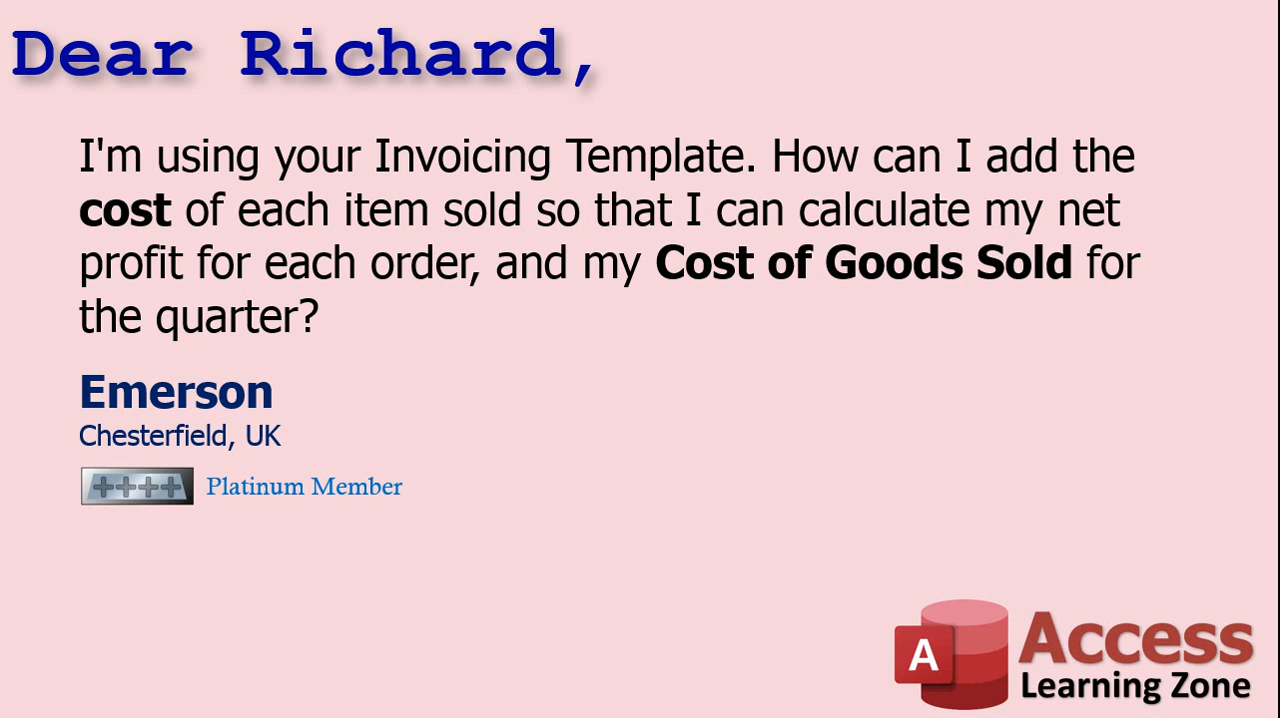 Dear Richard,
I'm using your Invoicing Template. How can I add the
cost of each item sold so that I can calculate my net
profit for each order, and my Cost of Goods Sold for
the quarter?
Emerson
Chesterfield, UK
Platinum Member
A
Access
Learning Zone